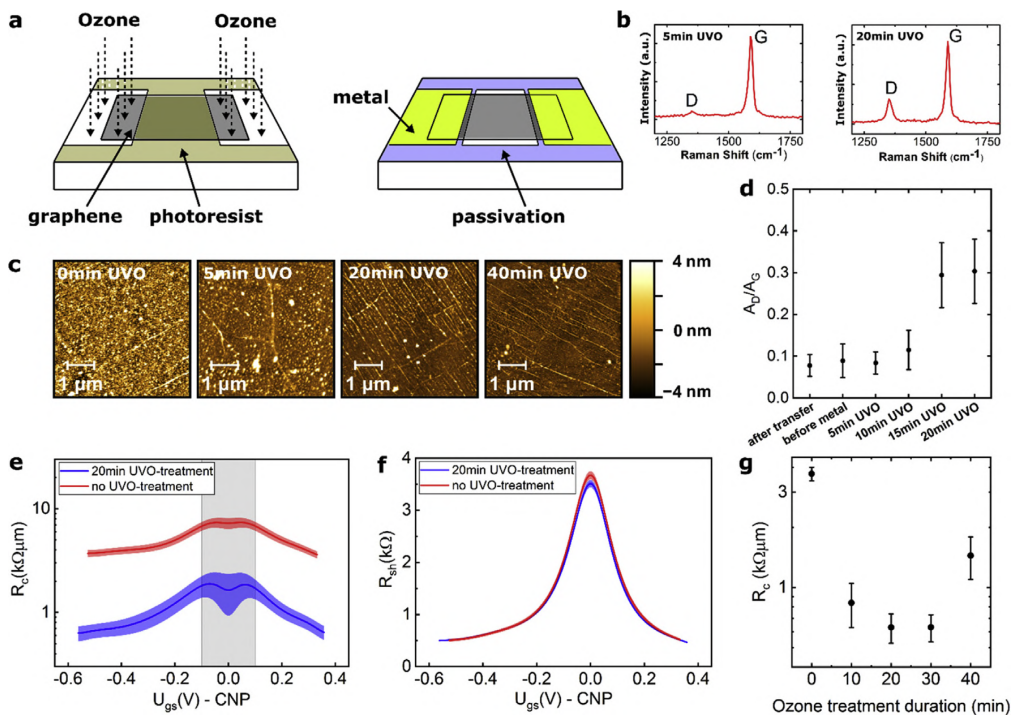 a
Ozone Ozone
graphene photoresist
metal
passivation
b
5min UVO
D
G
Intensity (a.u.)
1250 1500 1750
Raman Shift (cm⁻¹)
20min UVO
D
G
Intensity (a.u.)
1250 1500 1750
Raman Shift (cm⁻¹)
c
0min UVO 5min UVO 20min UVO 40min UVO
1 µm 1 µm 1 µm 1 µm
4 nm
0 nm
−4 nm
d
0.5
0.4
0.3
0.2
0.1
0.0
A_D/A_G
after transfer
before metal
5min UVO
10min UVO
15min UVO
20min UVO
e
20min UVO-treatment
no UVO-treatment
10
1
R_c(kΩµm)
-0.6 -0.4 -0.2 0.0 0.2 0.4
U_gs(V) - CNP
f
20min UVO-treatment
no UVO-treatment
4
3
2
1
0
R_sh(kΩ)
-0.6 -0.4 -0.2 0.0 0.2 0.4
U_gs(V) - CNP
g
3
1
R_c (kΩµm)
0 10 20 30 40
Ozone treatment duration (min)